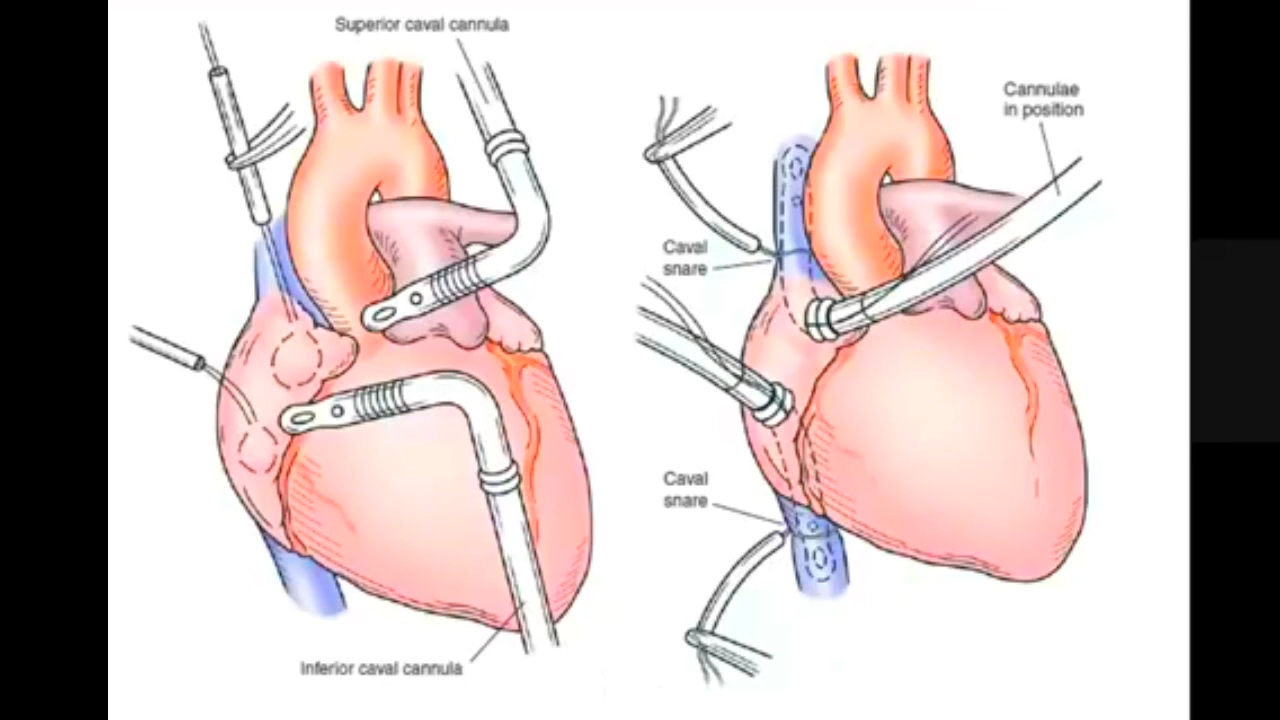 Superior caval cannula
Inferior caval cannula
Cannulae
in position
Caval
snare
Caval
snare